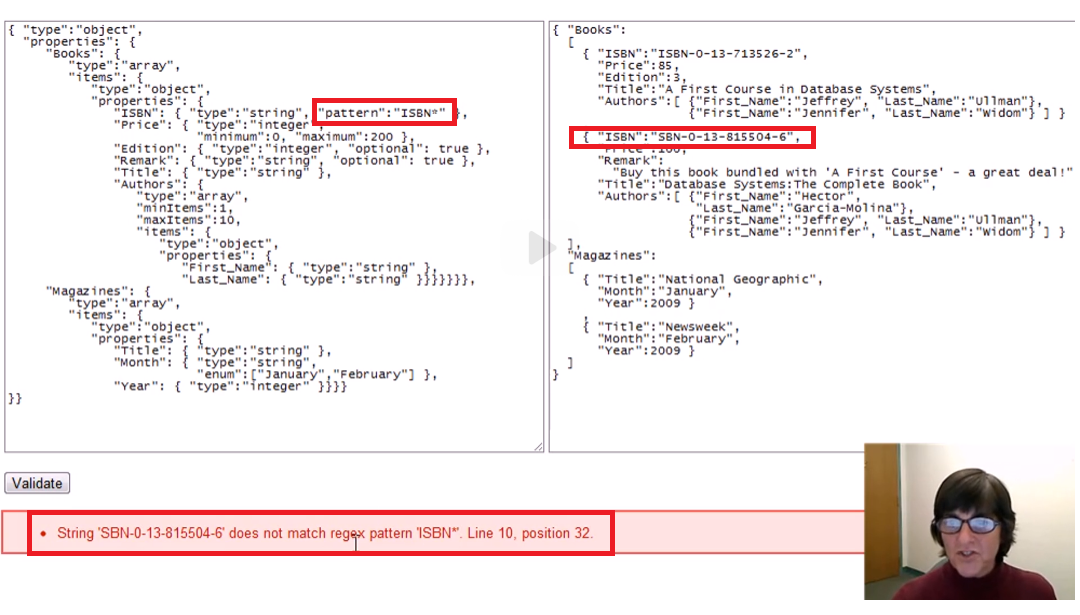 { "type":"object",
"properties": {
"Books": {
"type":"array",
"items": {
"type":"object",
"properties": {
"ISBN": { "type":"string", "pattern":"ISBN*" },
"Price": { "type":"integer",
"minimum":0, "maximum":200 },
"Edition": { "type":"integer", "optional": true },
"Remark": { "type":"string", "optional": true },
"Title": { "type":"string" },
"Authors": {
"type":"array",
"minItems":1,
"maxItems":10,
"items": {
"type":"object",
"properties": {
"First_Name": { "type":"string" },
"Last_Name": { "type":"string" }}}}}}},
"Magazines": {
"type":"array",
"items": {
"type":"object",
"properties": {
"Title": { "type":"string" },
"Month": { "type":"string",
"enum":["January","February"] },
"Year": { "type":"integer" }}}}
}}
{ "Books":
[
{ "ISBN":"ISBN-0-13-713526-2",
"Price":85,
"Edition":3,
"Title":"A First Course in Database Systems",
"Authors":[ {"First_Name":"Jeffrey", "Last_Name":"Ullman"},
{"First_Name":"Jennifer", "Last_Name":"Widom"} ] }
{ "ISBN":"SBN-0-13-815504-6",
"Price":100,
"Remark":
"Buy this book bundled with 'A First Course' - a great deal!"
"Title":"Database Systems:The Complete Book",
"Authors":[ {"First_Name":"Hector",
"Last_Name":"Garcia-Molina"},
{"First_Name":"Jeffrey", "Last_Name":"Ullman"},
{"First_Name":"Jennifer", "Last_Name":"Widom"} ] }
],
"Magazines":
[
{ "Title":"National Geographic",
"Month":"January",
"Year":2009 }
,
{ "Title":"Newsweek",
"Month":"February",
"Year":2009 }
]
}
Validate
• String 'SBN-0-13-815504-6' does not match regex pattern 'ISBN*'. Line 10, position 32.